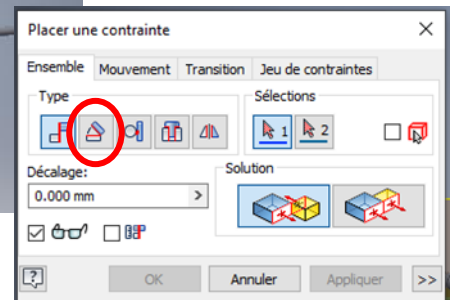 Placer une contrainte
Ensemble Mouvement Transition Jeu de contraintes
Type Sélections
1 2
Décalage: Solution
0.000 mm >
? OK Annuler Appliquer >>